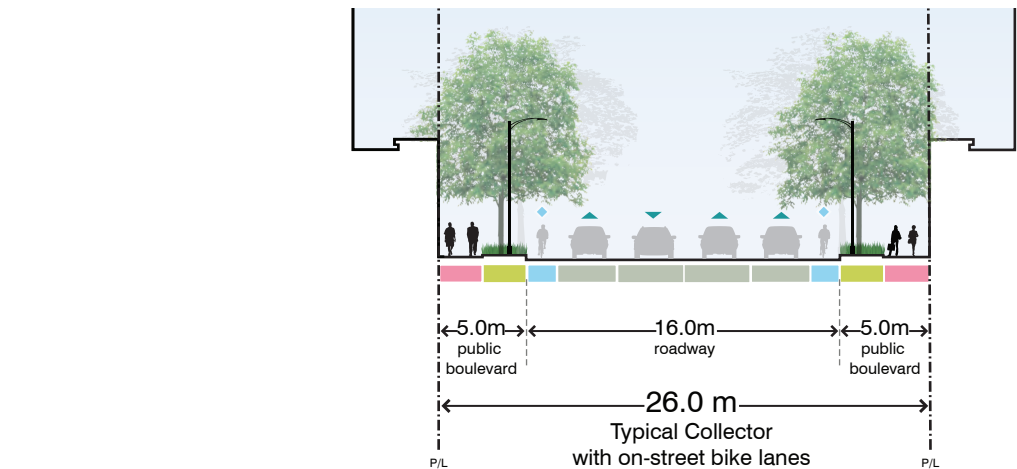 5.0m
public
boulevard
16.0m
roadway
5.0m
public
boulevard
26.0 m
Typical Collector
with on-street bike lanes
P/L
P/L